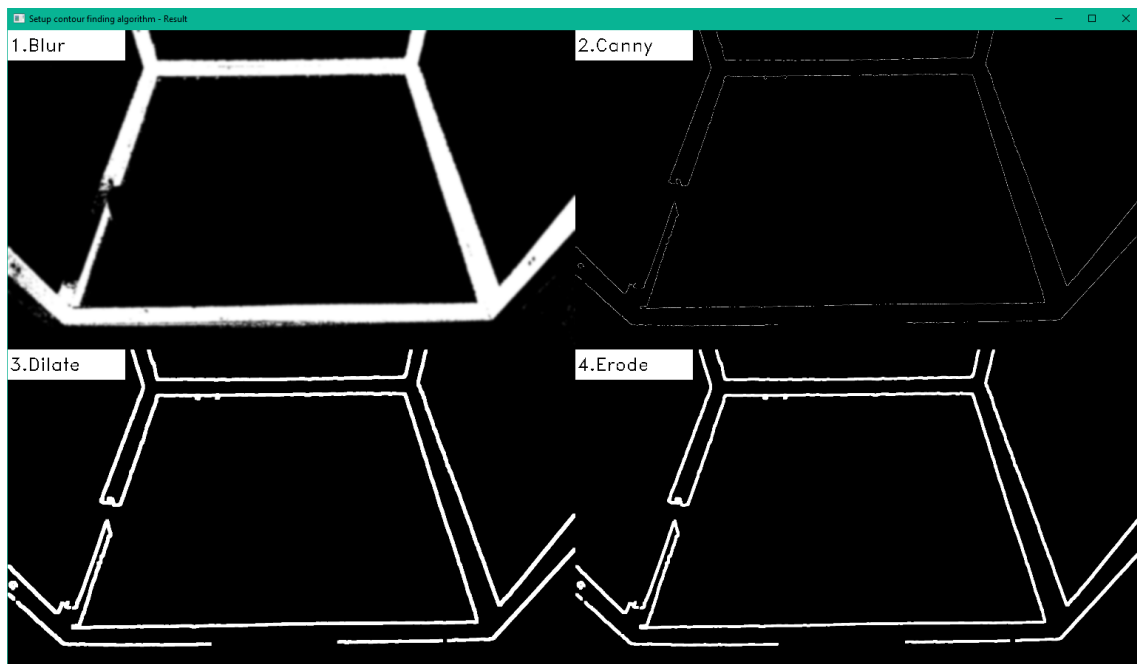 Setup contour finding algorithm - Result
1.Blur
2.Canny
3.Dilate
4.Erode